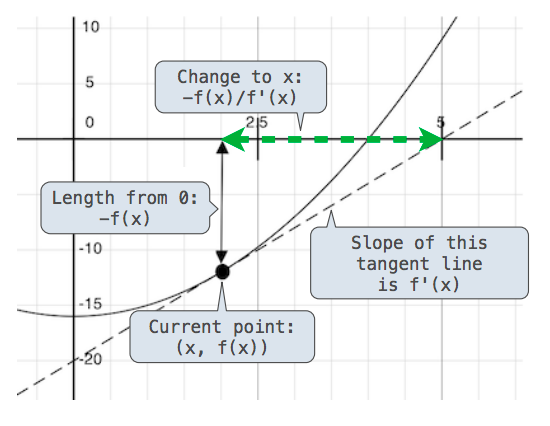 10
5
Change to x:
-f(x)/f'(x)
0
2.5
5
Length from 0:
-f(x)
-10
Slope of this
tangent line
is f'(x)
-15
Current point:
(x, f(x))
-20